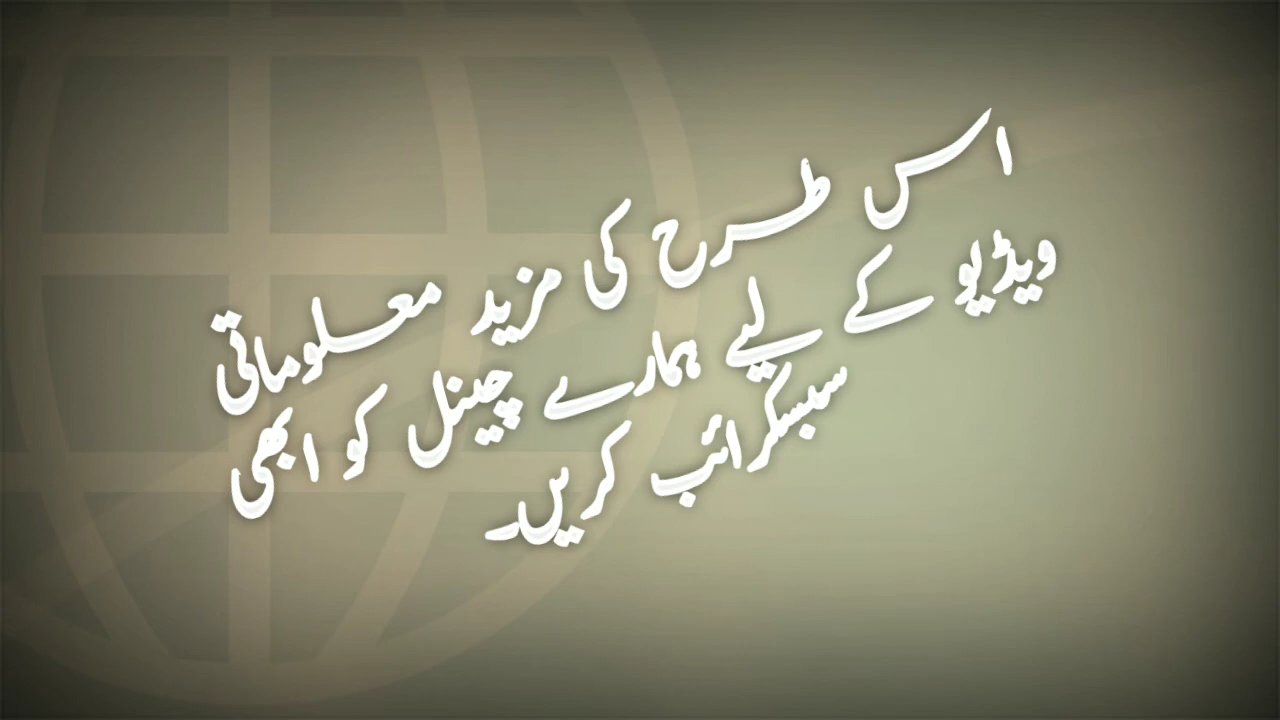 اس طرح کی مزید معلوماتی
ویڈیو کے لیے ہمارے چینل کو ابھی
سبسکرائب کریں۔